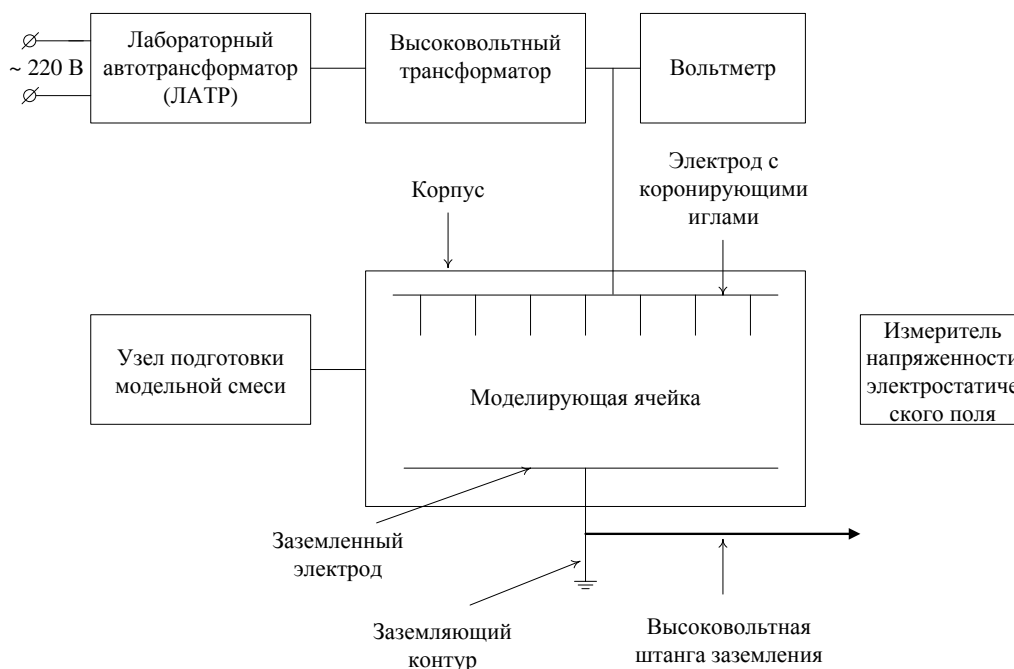 ~ 220 В
Лабораторный
автотрансформатор
(ЛАТР)
Высоковольтный
трансформатор
Вольтметр
Корпус
Электрод с
коронирующими
иглами
Узел подготовки
модельной смеси
Моделирующая ячейка
Измеритель
напряженности
электростатиче
ского поля
Заземленный
электрод
Заземляющий
контур
Высоковольтная
штанга заземления